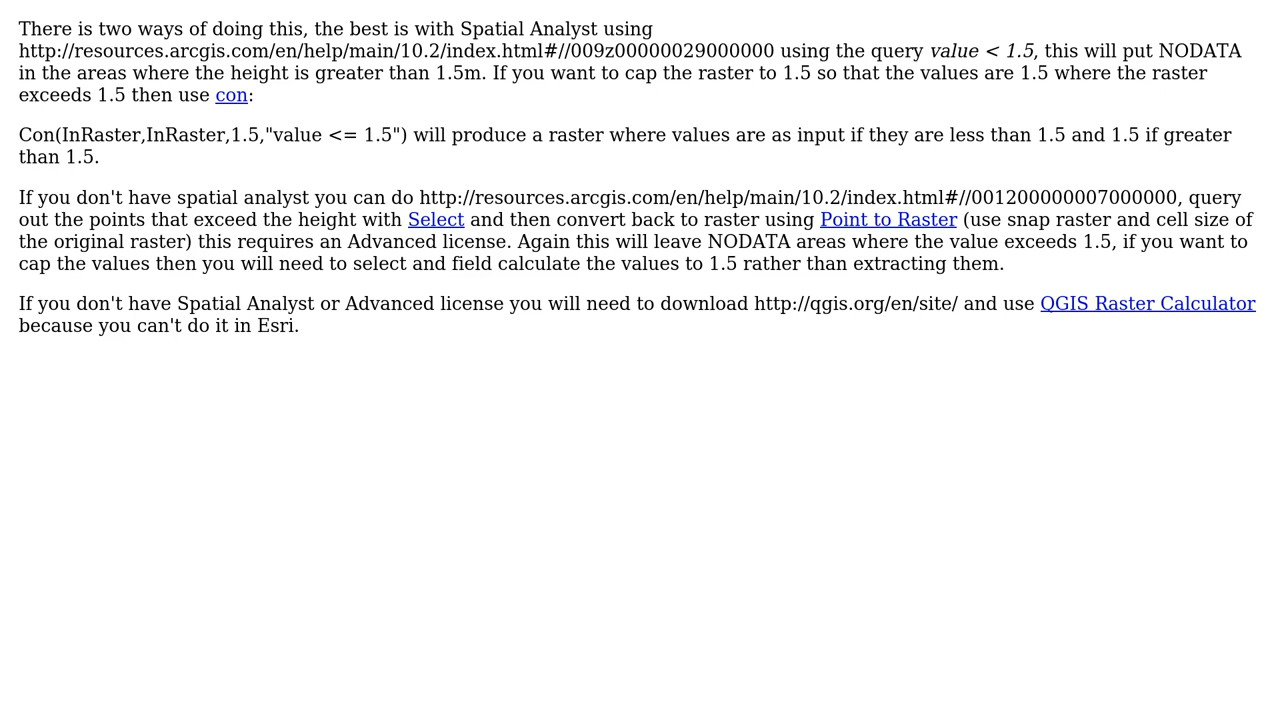 There is two ways of doing this, the best is with Spatial Analyst using
http://resources.arcgis.com/en/help/main/10.2/index.html#//009z00000029000000 using the query value < 1.5, this will put NODATA
in the areas where the height is greater than 1.5m. If you want to cap the raster to 1.5 so that the values are 1.5 where the raster
exceeds 1.5 then use con:
Con(InRaster,InRaster,1.5,"value <= 1.5") will produce a raster where values are as input if they are less than 1.5 and 1.5 if greater
than 1.5.
If you don't have spatial analyst you can do http://resources.arcgis.com/en/help/main/10.2/index.html#//001200000007000000, query
out the points that exceed the height with Select and then convert back to raster using Point to Raster (use snap raster and cell size of
the original raster) this requires an Advanced license. Again this will leave NODATA areas where the value exceeds 1.5, if you want to
cap the values then you will need to select and field calculate the values to 1.5 rather than extracting them.
If you don't have Spatial Analyst or Advanced license you will need to download http://qgis.org/en/site/ and use QGIS Raster Calculator
because you can't do it in Esri.